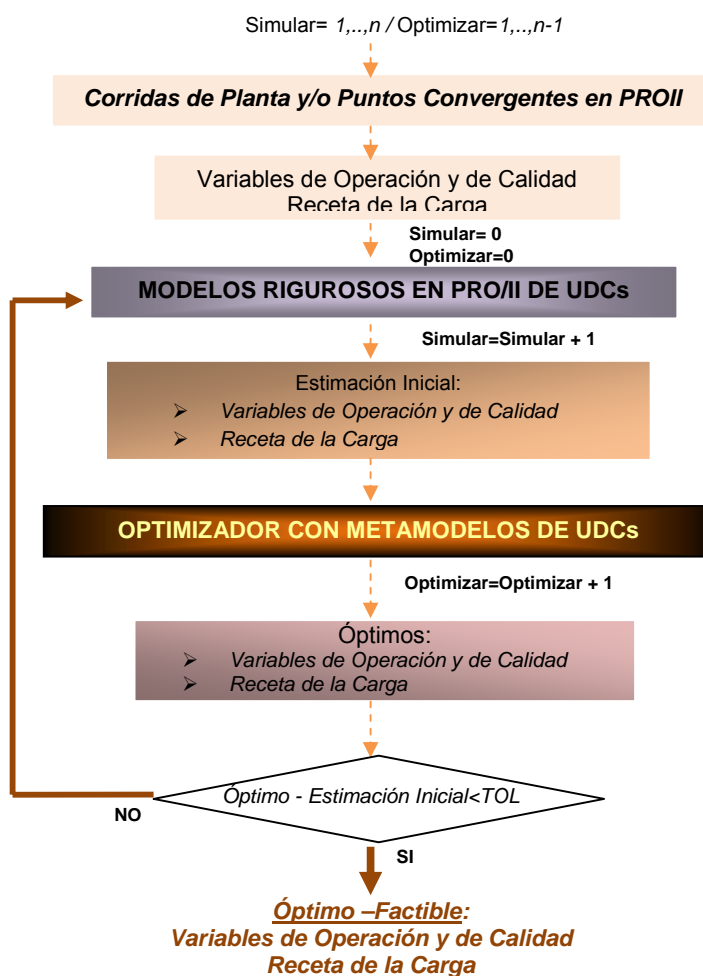 Simular= 1,..,n / Optimizar=1,..,n-1
Corridas de Planta y/o Puntos Convergentes en PROII
Variables de Operación y de Calidad
Receta de la Carga
Simular= 0
Optimizar=0
MODELOS RIGUROSOS EN PRO/II DE UDCs
Simular=Simular + 1
Estimación Inicial:
➢ Variables de Operación y de Calidad
➢ Receta de la Carga
OPTIMIZADOR CON METAMODELOS DE UDCs
Optimizar=Optimizar + 1
Óptimos:
➢ Variables de Operación y de Calidad
➢ Receta de la Carga
Óptimo - Estimación Inicial<TOL
NO
SI
Óptimo –Factible:
Variables de Operación y de Calidad
Receta de la Carga